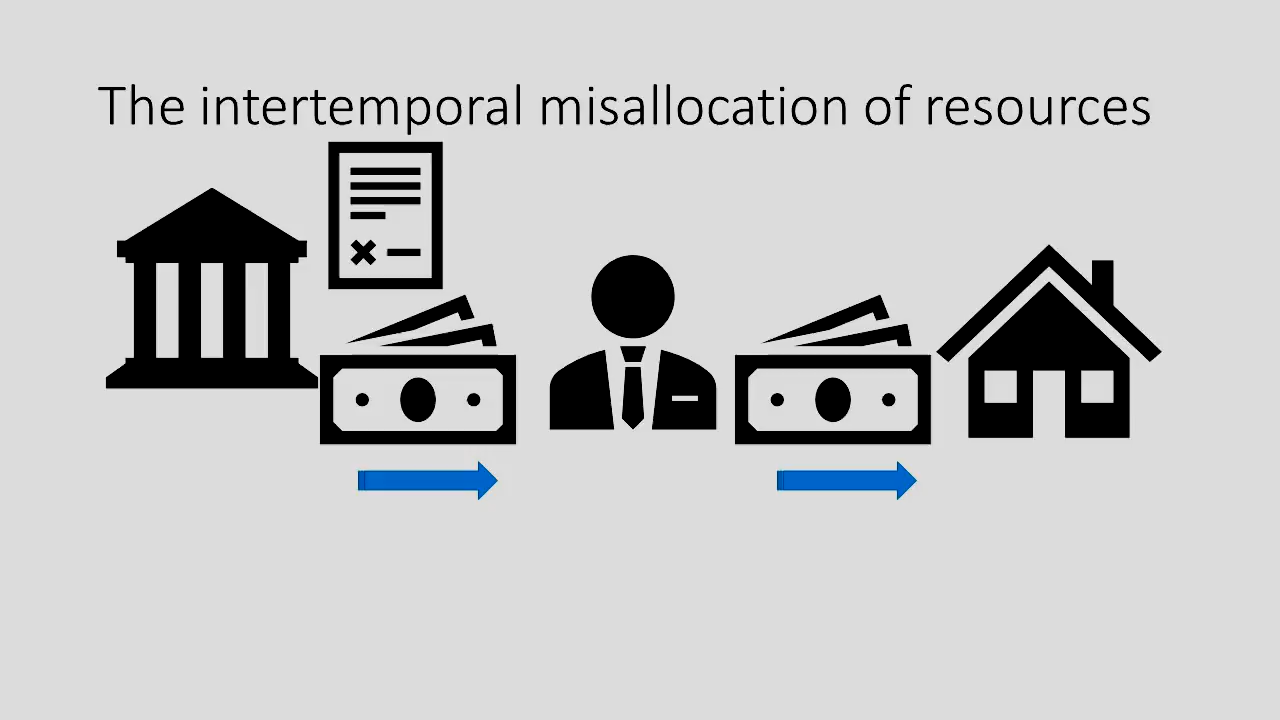 The intertemporal misallocation of resources